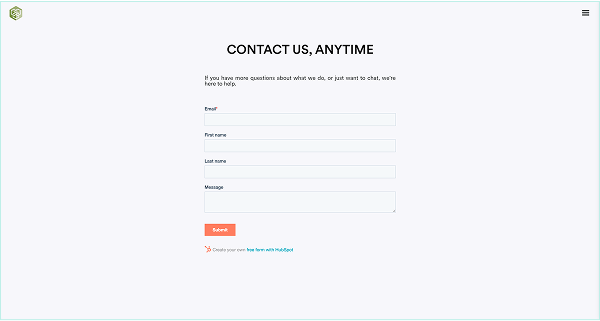 CONTACT US, ANYTIME
If you have more questions about what we do, or just want to chat, we're
here to help.
Email*
First name
Last name
Message
Submit
Create your own free form with HubSpot